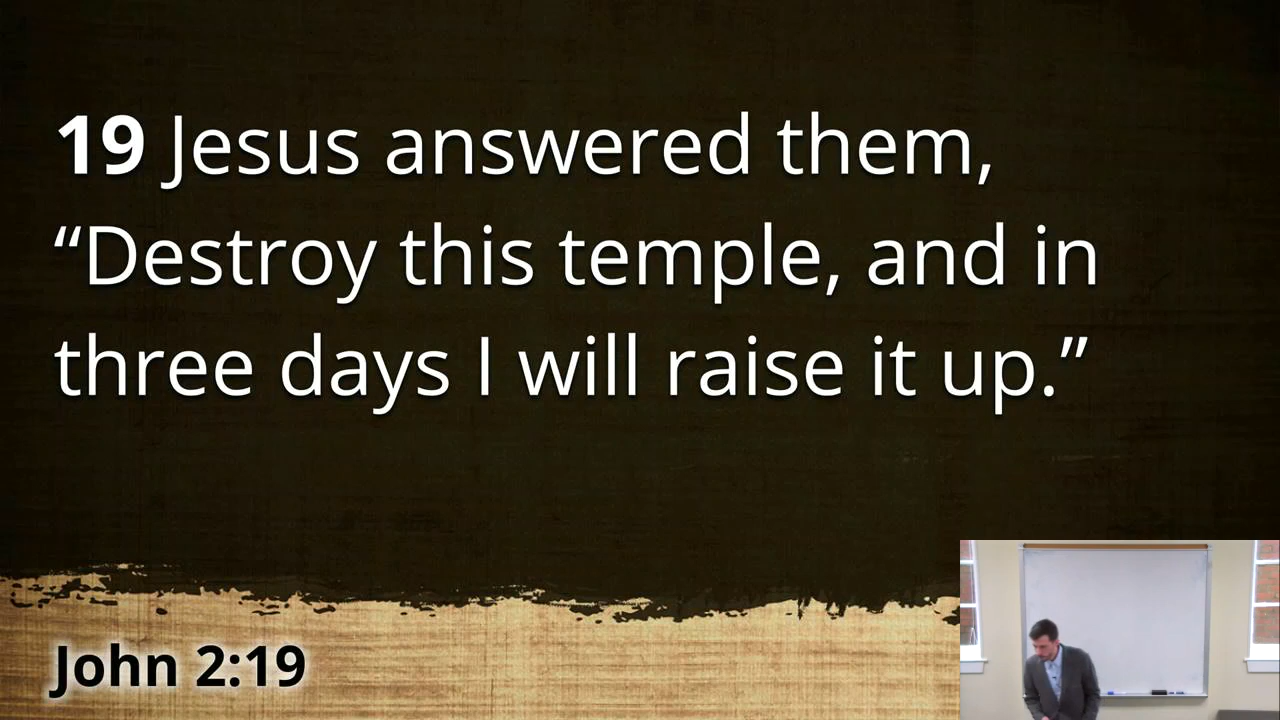 19 Jesus answered them,
“Destroy this temple, and in
three days I will raise it up.”
John 2:19